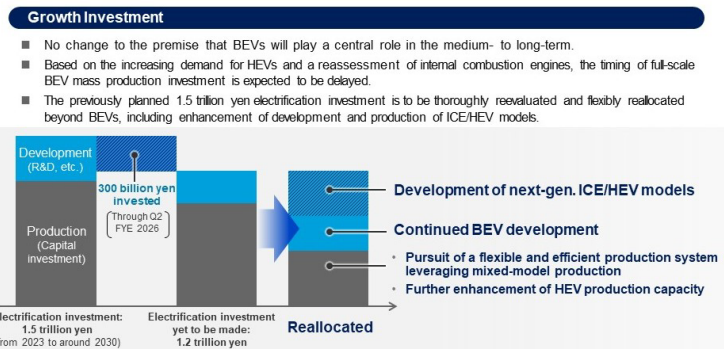 Growth Investment
■ No change to the premise that BEVs will play a central role in the medium- to long-term.
■ Based on the increasing demand for HEVs and a reassessment of internal combustion engines, the timing of full-scale
BEV mass production investment is expected to be delayed.
■ The previously planned 1.5 trillion yen electrification investment is to be thoroughly reevaluated and flexibly reallocated
beyond BEVs, including enhancement of development and production of ICE/HEV models.
Development
(R&D, etc.)
300 billion yen
invested
(Through Q2
FYE 2026)
Production
(Capital
investment)
Development of next-gen. ICE/HEV models
Continued BEV development
• Pursuit of a flexible and efficient production system
leveraging mixed-model production
• Further enhancement of HEV production capacity
lectrification investment:
1.5 trillion yen
rom 2023 to around 2030)
Electrification investment
yet to be made:
1.2 trillion yen
Reallocated